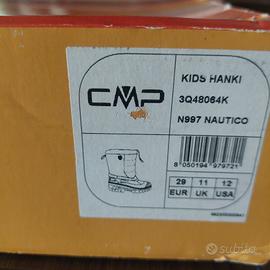 CMP
KIDS HANKI
3Q48064K
N997 NAUTICO
8 050194 979721
29 11 12
EUR UK USA
subito